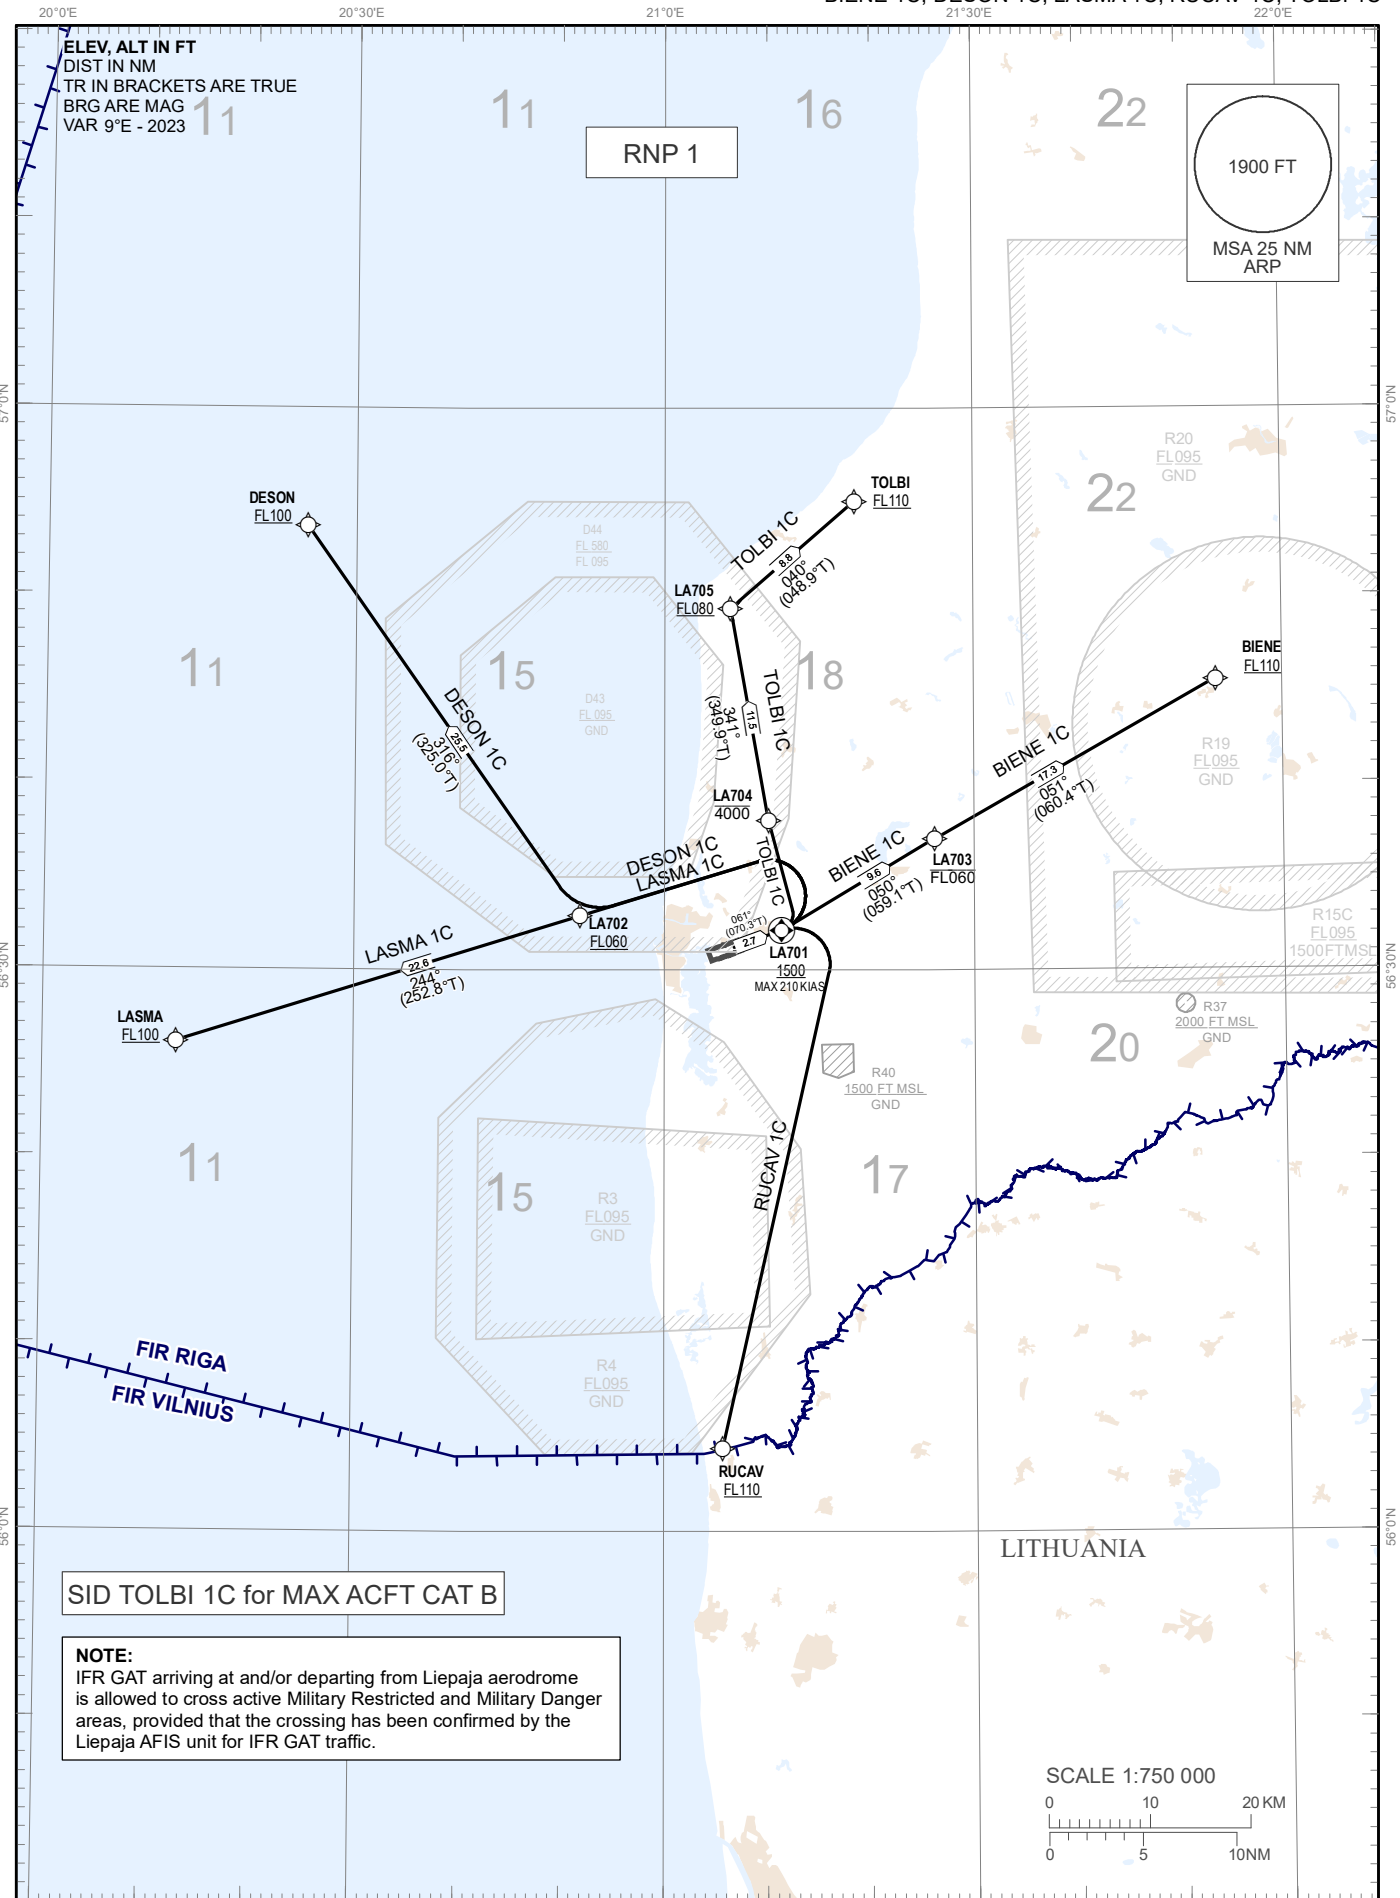 20°0'E
20°30'E
21°0'E
21°30'E
22°0'E
ELEV, ALT IN FT
DIST IN NM
TR IN BRACKETS ARE TRUE
BRG ARE MAG
VAR 9°E - 2023
11
11
16
22
RNP 1
1900 FT
MSA 25 NM
ARP
57°0'N
57°0'N
R20
FL095
GND
22
DESON
FL100
TOLBI
FL110
D44
FL 580
FL 095
TOLBI 1C
8.8
040°
(048.9°T)
LA705
FL080
11
15
18
BIENE
FL110
D43
FL 095
GND
DESON 1C
25.5
316°
(325.0°T)
TOLBI 1C
11.5
341°
(349.9°T)
BIENE 1C
17.3
051°
(060.4°T)
R19
FL095
GND
LA704
4000
TOLBI 1C
DESON 1C
LASMA 1C
BIENE 1C
9.6
050°
(059.1°T)
LA703
FL060
LA702
FL060
061°
(070.3°T)
2.7
LA701
1500
MAX 210 KIAS
R15C
FL095
1500FTMSL
LASMA 1C
22.6
244°
(252.8°T)
56°30'N
56°30'N
LASMA
FL100
R37
2000 FT MSL
GND
20
R40
1500 FT MSL
GND
11
15
17
RUCAV 1C
R3
FL095
GND
FIR RIGA
FIR VILNIUS
R4
FL095
GND
RUCAV
FL110
56°0'N
56°0'N
LITHUANIA
SID TOLBI 1C for MAX ACFT CAT B
NOTE:
IFR GAT arriving at and/or departing from Liepaja aerodrome
is allowed to cross active Military Restricted and Military Danger
areas, provided that the crossing has been confirmed by the
Liepaja AFIS unit for IFR GAT traffic.
SCALE 1:750 000
0 10 20 KM
0 5 10NM